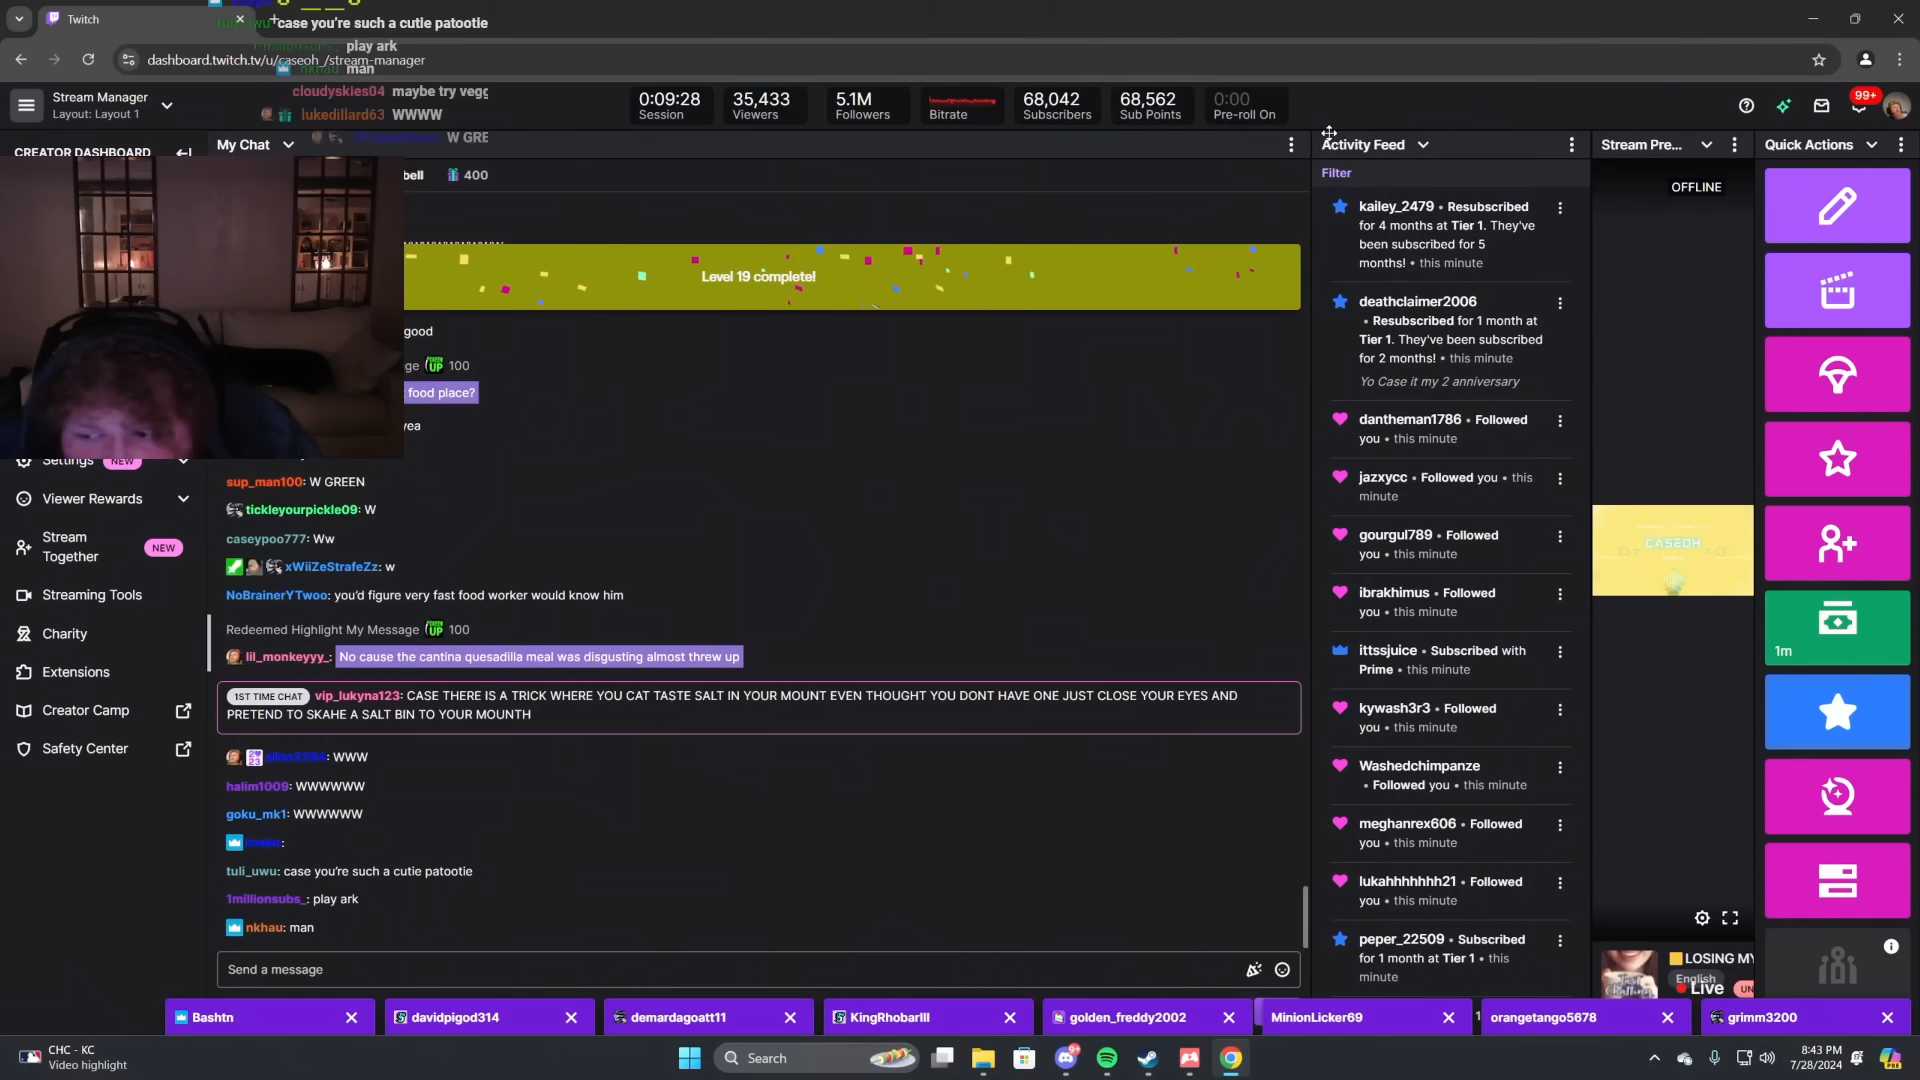 Twitch
case you're such a cutie patootie
play ark
dashboard.twitch.tv/u/caseoh_/stream-manager
nkhau man
cloudyskies04 maybe try vegg
lukedillard63 WWWW
W GRE
Stream Manager
Layout: Layout 1
0:09:28
Session
35,433
Viewers
5.1M
Followers
Bitrate
68,042
Subscribers
68,562
Sub Points
0:00
Pre-roll On
99+
CREATOR DASHBOARD
My Chat
Activity Feed
Stream Pre...
Quick Actions
bell
400
Filter
OFFLINE
Level 19 complete!
good
ge UP 100
food place?
yea
sup_man100: W GREEN
tickleyourpickle09: W
caseypoo777: Ww
xWiiZeStrafeZz: w
NoBrainerYTwoo: you'd figure very fast food worker would know him
Redeemed Highlight My Message UP 100
lil_monkeyyy_: No cause the cantina quesadilla meal was disgusting almost threw up
1ST TIME CHAT vip_lukyna123: CASE THERE IS A TRICK WHERE YOU CAT TASTE SALT IN YOUR MOUNT EVEN THOUGHT YOU DONT HAVE ONE JUST CLOSE YOUR EYES AND
PRETEND TO SKAHE A SALT BIN TO YOUR MOUNTH
WWW
halim1009: WWWWWW
goku_mk1: WWWWWW
tuli_uwu: case you're such a cutie patootie
1millionsubs_: play ark
nkhau: man
Send a message
Settings NEW
Viewer Rewards
Stream
Together
NEW
Streaming Tools
Charity
Extensions
Creator Camp
Safety Center
kailey_2479 • Resubscribed
for 4 months at Tier 1. They've
been subscribed for 5
months! • this minute
deathclaimer2006
• Resubscribed for 1 month at
Tier 1. They've been subscribed
for 2 months! • this minute
Yo Case it my 2 anniversary
dantheman1786 • Followed
you • this minute
jazxycc • Followed you • this
minute
gourgul789 • Followed
you • this minute
ibrakhimus • Followed
you • this minute
ittssjuice • Subscribed with
Prime • this minute
kywash3r3 • Followed
you • this minute
Washedchimpanze
• Followed you • this minute
meghanrex606 • Followed
you • this minute
lukahhhhhhh21 • Followed
you • this minute
peper_22509 • Subscribed
for 1 month at Tier 1 • this
minute
CASEOH
LOSING MY
English
Live
UN
1m
Bashtn
davidpigod314
demardagoatt11
KingRhobarIII
golden_freddy2002
MinionLicker69
orangetango5678
grimm3200
CHC - KC
Video highlight
Search
8:43 PM
7/28/2024